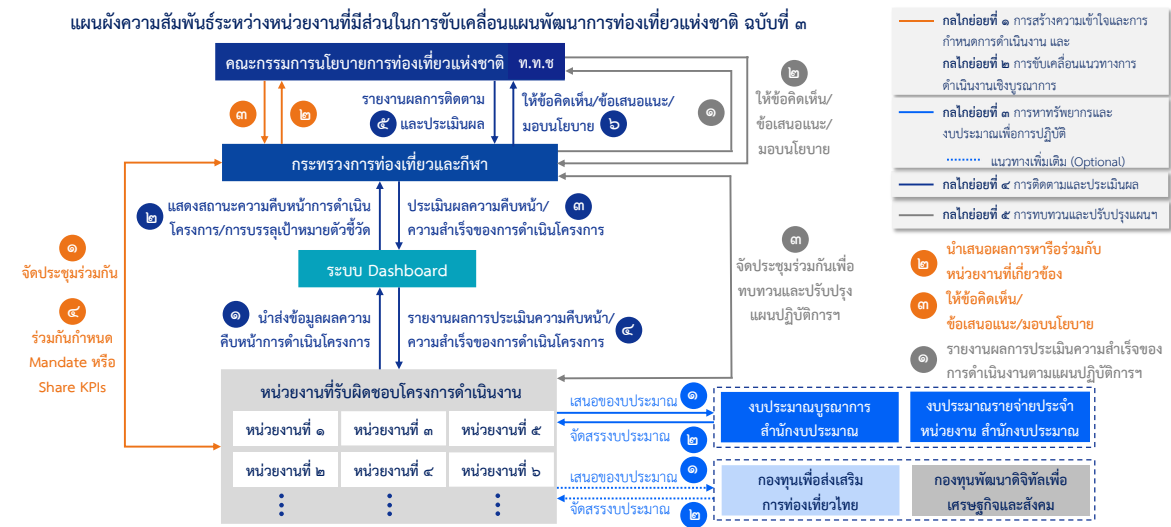 แผนผังความสัมพันธ์ระหว่างหน่วยงานที่มีส่วนในการขับเคลื่อนแผนพัฒนาการท่องเที่ยวแห่งชาติ ฉบับที่ ๓
กลไกย่อยที่ ๑ การสร้างความเข้าใจและการ
กำหนดการดำเนินงาน และ
กลไกย่อยที่ ๒ การขับเคลื่อนแนวทางการ
ดำเนินงานเชิงบูรณาการ
กลไกย่อยที่ ๓ การหาทรัพยากรและ
งบประมาณเพื่อการปฏิบัติ
แนวทางเพิ่มเติม (Optional)
กลไกย่อยที่ ๔ การติดตามและประเมินผล
กลไกย่อยที่ ๕ การทบทวนและปรับปรุงแผนฯ
คณะกรรมการนโยบายการท่องเที่ยวแห่งชาติ ท.ท.ช
๓
๒
รายงานผลการติดตาม
๕ และประเมินผล
ให้ข้อคิดเห็น/ข้อเสนอแนะ/
มอบนโยบาย ๖
๑
๒
ให้ข้อคิดเห็น/
ข้อเสนอแนะ/
มอบนโยบาย
กระทรวงการท่องเที่ยวและกีฬา
๒
แสดงสถานะความคืบหน้าการดำเนิน
โครงการ/การบรรลุเป้าหมายตัวชี้วัด
ประเมินผลความคืบหน้า/ ๓
ความสำเร็จของการดำเนินโครงการ
๑
จัดประชุมร่วมกัน
๔
ร่วมกันกำหนด
Mandate หรือ
Share KPIs
ระบบ Dashboard
๓
จัดประชุมร่วมกันเพื่อ
ทบทวนและปรับปรุง
แผนปฏิบัติการฯ
๒ นำเสนอผลการหารือร่วมกับ
หน่วยงานที่เกี่ยวข้อง
๓ ให้ข้อคิดเห็น/
ข้อเสนอแนะ/มอบนโยบาย
๑ รายงานผลการประเมินความสำเร็จของ
การดำเนินงานตามแผนปฏิบัติการฯ
๑ นำส่งข้อมูลผลความ
คืบหน้าการดำเนินโครงการ
รายงานผลการประเมินความคืบหน้า/
ความสำเร็จของการดำเนินโครงการ ๔
หน่วยงานที่รับผิดชอบโครงการดำเนินงาน
หน่วยงานที่ ๑
หน่วยงานที่ ๓
หน่วยงานที่ ๕
หน่วยงานที่ ๒
หน่วยงานที่ ๔
หน่วยงานที่ ๖
เสนอของบประมาณ ๑
จัดสรรงบประมาณ ๒
งบประมาณบูรณาการ
สำนักงบประมาณ
งบประมาณรายจ่ายประจำ
หน่วยงาน สำนักงบประมาณ
เสนอของบประมาณ ๑
จัดสรรงบประมาณ ๒
กองทุนเพื่อส่งเสริม
การท่องเที่ยวไทย
กองทุนพัฒนาดิจิทัลเพื่อ
เศรษฐกิจและสังคม